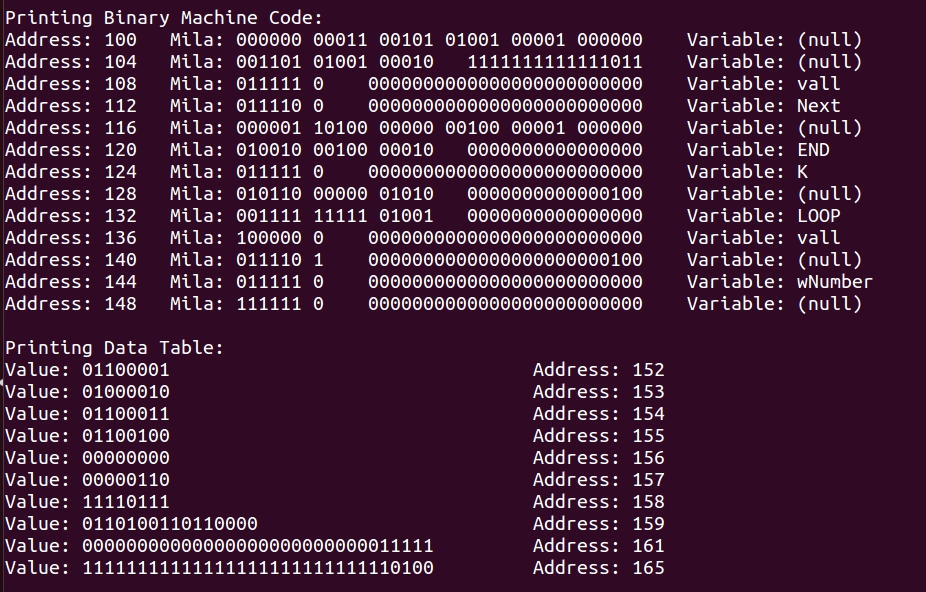 Printing Binary Machine Code:
Address: 100   Mila: 000000 00011 00101 01001 00001 000000    Variable: (null)
Address: 104   Mila: 001101 01001 00010   1111111111111011    Variable: (null)
Address: 108   Mila: 011111 0    0000000000000000000000000    Variable: vall
Address: 112   Mila: 011110 0    0000000000000000000000000    Variable: Next
Address: 116   Mila: 000001 10100 00000 00100 00001 000000    Variable: (null)
Address: 120   Mila: 010010 00100 00010   0000000000000000    Variable: END
Address: 124   Mila: 011111 0    0000000000000000000000000    Variable: K
Address: 128   Mila: 010110 00000 01010   0000000000000100    Variable: (null)
Address: 132   Mila: 001111 11111 01001   0000000000000000    Variable: LOOP
Address: 136   Mila: 100000 0    0000000000000000000000000    Variable: vall
Address: 140   Mila: 011110 1    0000000000000000000000100    Variable: (null)
Address: 144   Mila: 011111 0    0000000000000000000000000    Variable: wNumber
Address: 148   Mila: 111111 0    0000000000000000000000000    Variable: (null)
Printing Data Table:
Value: 01100001    Address: 152
Value: 01000010    Address: 153
Value: 01100011    Address: 154
Value: 01100100    Address: 155
Value: 00000000    Address: 156
Value: 00000110    Address: 157
Value: 11110111    Address: 158
Value: 0110100110110000    Address: 159
Value: 00000000000000000000000000011111    Address: 161
Value: 11111111111111111111111111110100    Address: 165